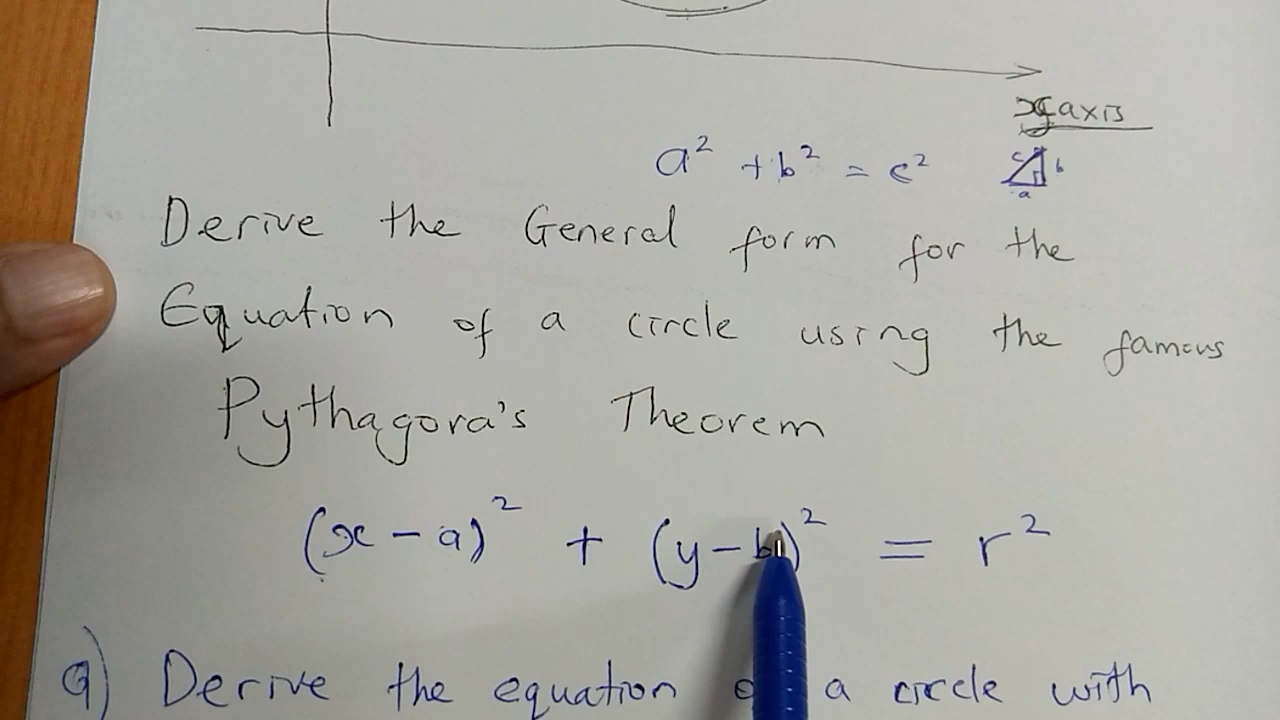 axis
a² + b² = c²
c b
a
Derive the General form for the
Equation of a circle using the famous
Pythagora's Theorem
(x - a)² + (y - b)² = r²
a) Derive the equation a circle with